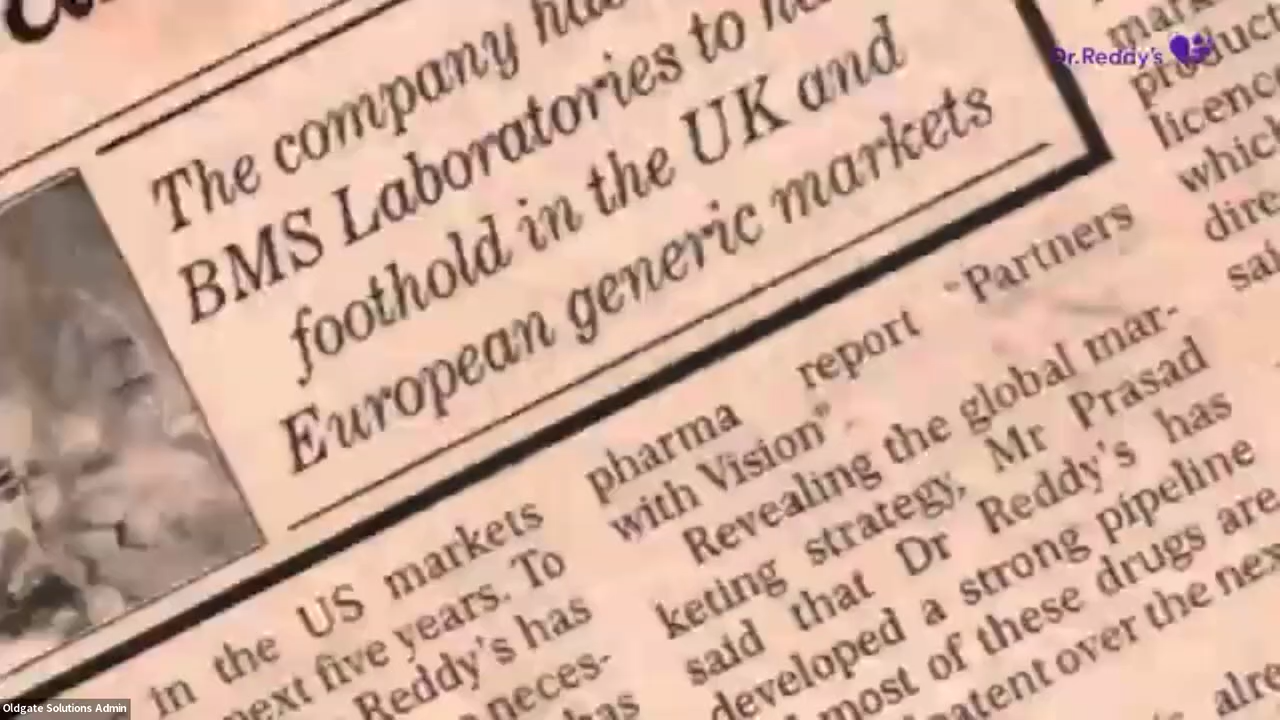 The company
BMS Laboratories to
foothold in the UK and
European generic markets
in the US markets
next five years. To
Reddy's has
neces-
has
pharma report “Partners
with Vision”.
Revealing the global mar-
keting strategy, Mr Prasad
said that Dr Reddy's has
developed a strong pipeline
most of these drugs are
patent over the next
which
Dr.Reddy's
Oldgate Solutions Admin